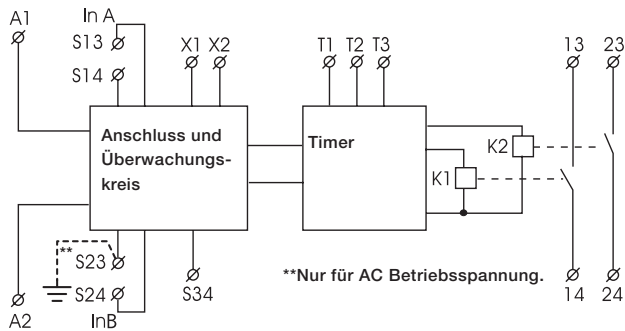 A1
In A
S13
S14
X1 X2
T1 T2 T3
13
23
Anschluss und
Überwachungs-
kreis
Timer
K2
K1
**
S23
S24
InB
S34
A2
**Nur für AC Betriebsspannung.
14
24